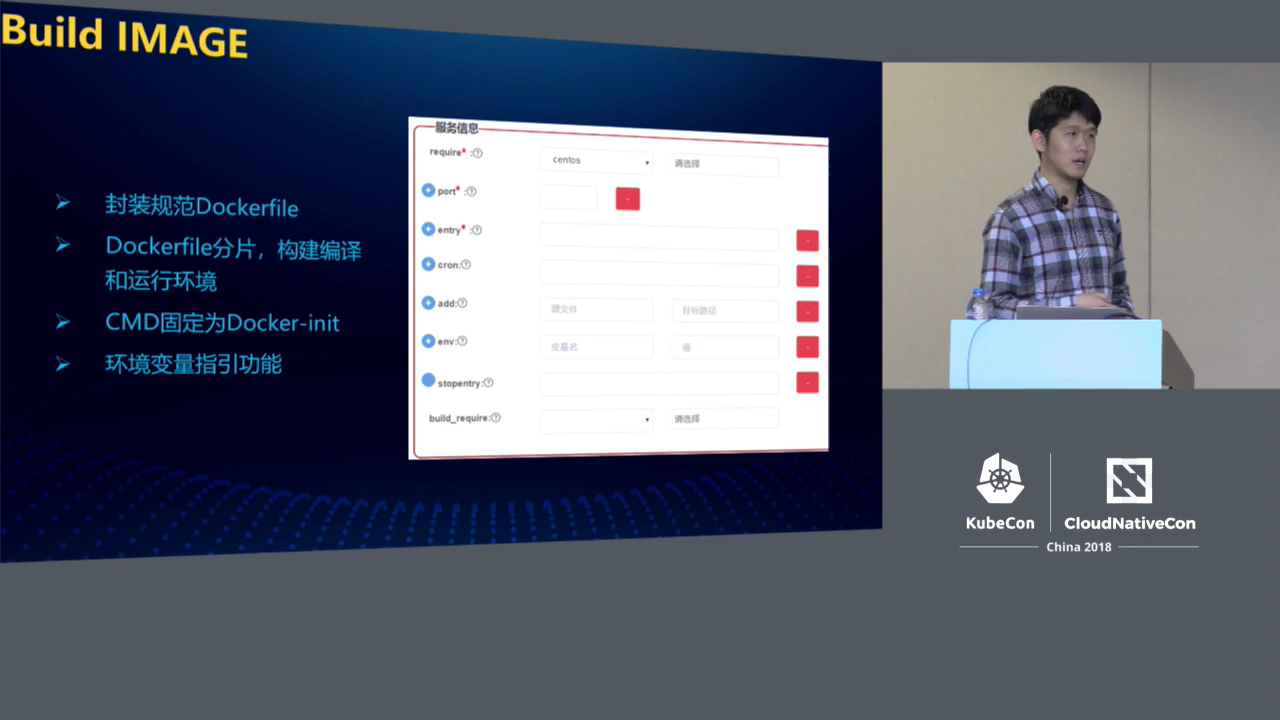 Build IMAGE
封装规范Dockerfile
Dockerfile分片，构建编译
和运行环境
CMD固定为Docker-init
环境变量指引功能
服务信息
require* :
centos
请选择
port* :
entry* :
cron:
add:
源文件
目标路径
env:
变量名
值
stopentry:
build_require:
请选择
KubeCon
CloudNativeCon
China 2018